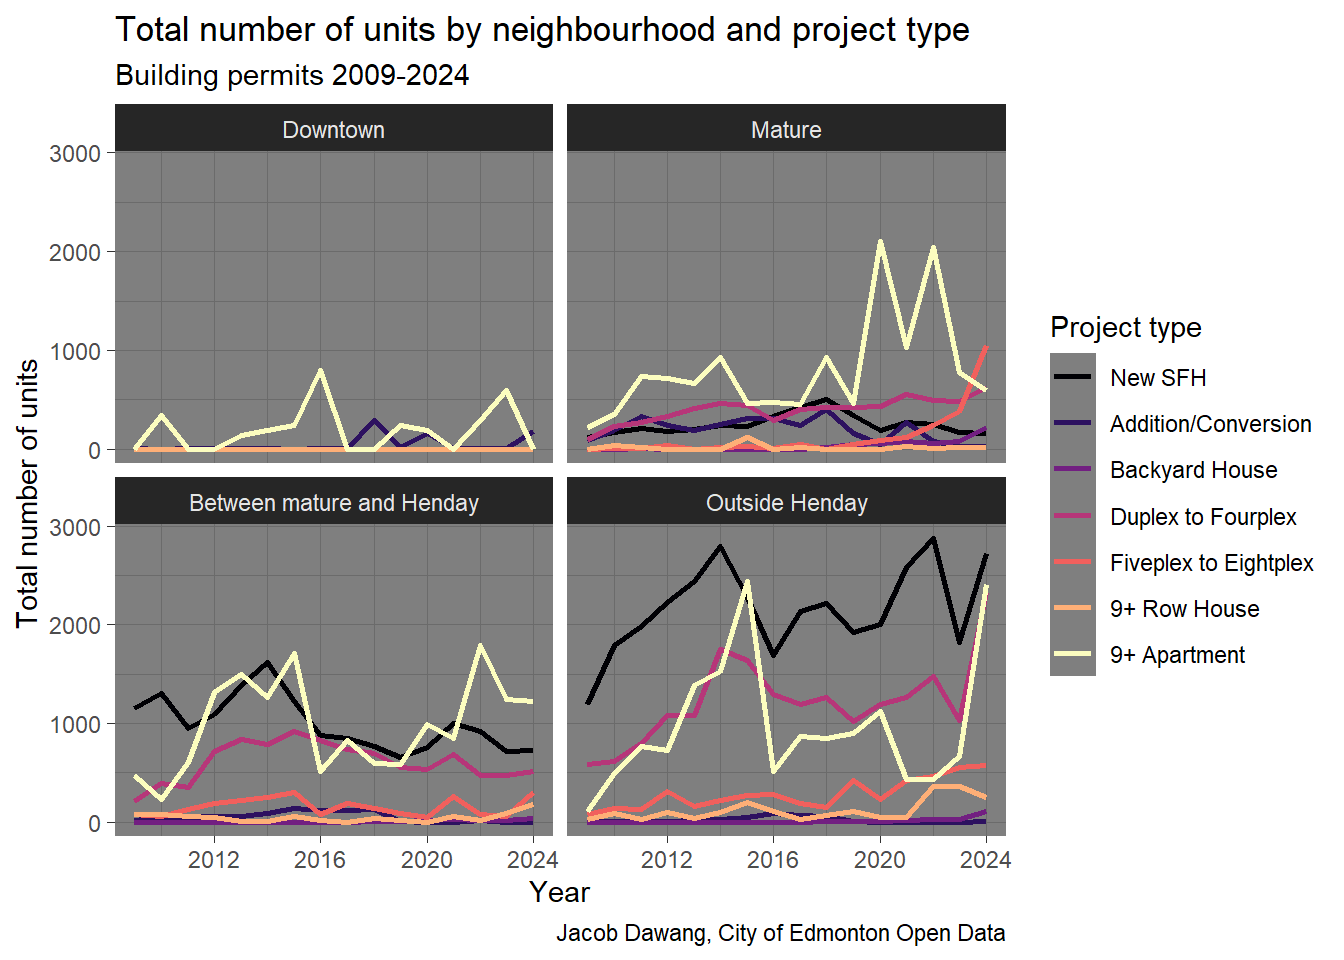 Total number of units by neighbourhood and project type
Building permits 2009-2024
Downtown
Mature
3000
2000
1000
0
Between mature and Henday
Outside Henday
3000
2000
1000
0
2012
2016
2020
2024
2012
2016
2020
2024
Total number of units
Year
Project type
New SFH
Addition/Conversion
Backyard House
Duplex to Fourplex
Fiveplex to Eightplex
9+ Row House
9+ Apartment
Jacob Dawang, City of Edmonton Open Data